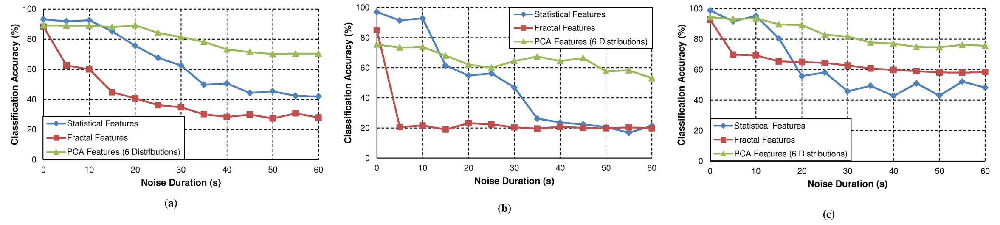 100
80
60
40
20
0
Classification Accuracy (%)
Statistical Features
Fractal Features
PCA Features (6 Distributions)
0 10 20 30 40 50 60
Noise Duration (s)
(a)
100
80
60
40
20
0
Classification Accuracy (%)
Statistical Features
Fractal Features
PCA Features (6 Distributions)
0 10 20 30 40 50 60
Noise Duration (s)
(b)
100
80
60
40
20
0
Classification Accuracy (%)
Statistical Features
Fractal Features
PCA Features (6 Distributions)
0 10 20 30 40 50 60
Noise Duration (s)
(c)